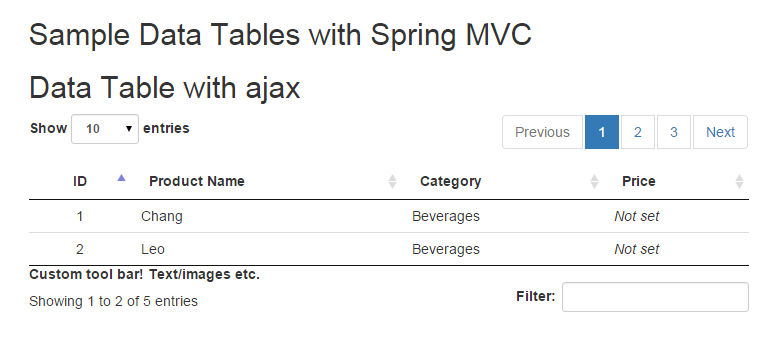 Sample Data Tables with Spring MVC
Data Table with ajax
Show 10 entries
Previous 1 2 3 Next
ID Product Name Category Price
1 Chang Beverages Not set
2 Leo Beverages Not set
Custom tool bar! Text/images etc.
Showing 1 to 2 of 5 entries
Filter: